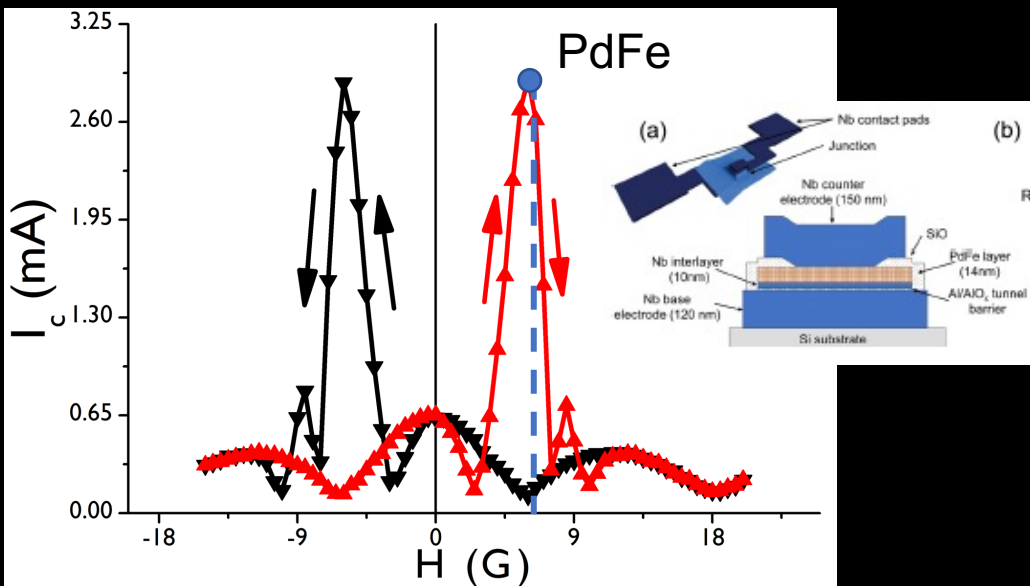 3.25
2.60
1.95
1.30
0.65
0.00
I c (mA)
-18
-9
0
9
18
H (G)
PdFe
(a)
(b)
Nb contact pads
Junction
Nb counter
electrode (150 nm)
R
SiO
Nb interlayer
(10nm)
PdFe layer
(14nm)
Nb base
electrode (120 nm)
Al/AlOₓ tunnel
barrier
Si substrate